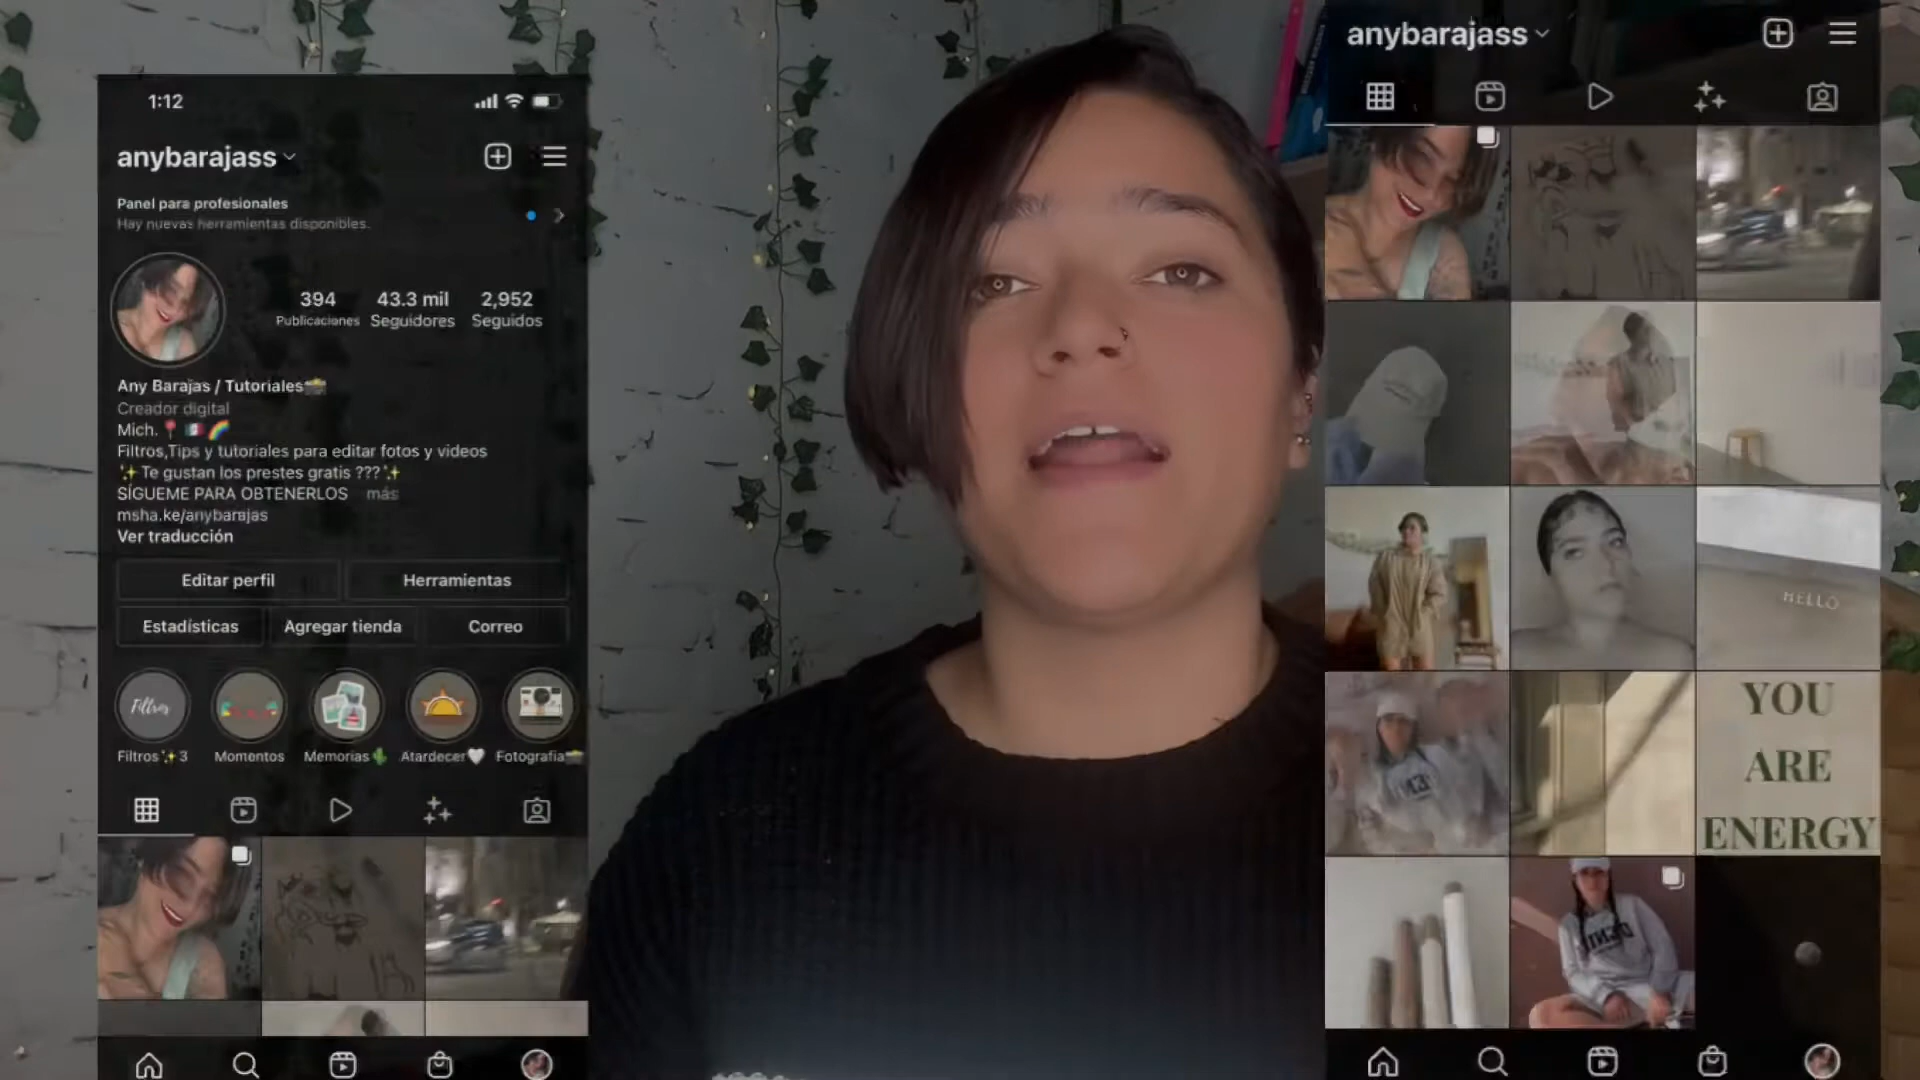 1:12
anybarajass
Panel para profesionales
Hay nuevas herramientas disponibles.
394
Publicaciones
43.3 mil
Seguidores
2,952
Seguidos
Any Barajas / Tutoriales
Creador digital
Mich.
Filtros,Tips y tutoriales para editar fotos y videos
✨Te gustan los prestes gratis ???✨
SÍGUEME PARA OBTENERLOS más
msha.ke/anybarajas
Ver traducción
Editar perfil
Herramientas
Estadísticas
Agregar tienda
Correo
Filtros
Filtros✨3
Momentos
Memorias
Atardecer
Fotografia
anybarajass
HELLO
YOU
ARE
ENERGY